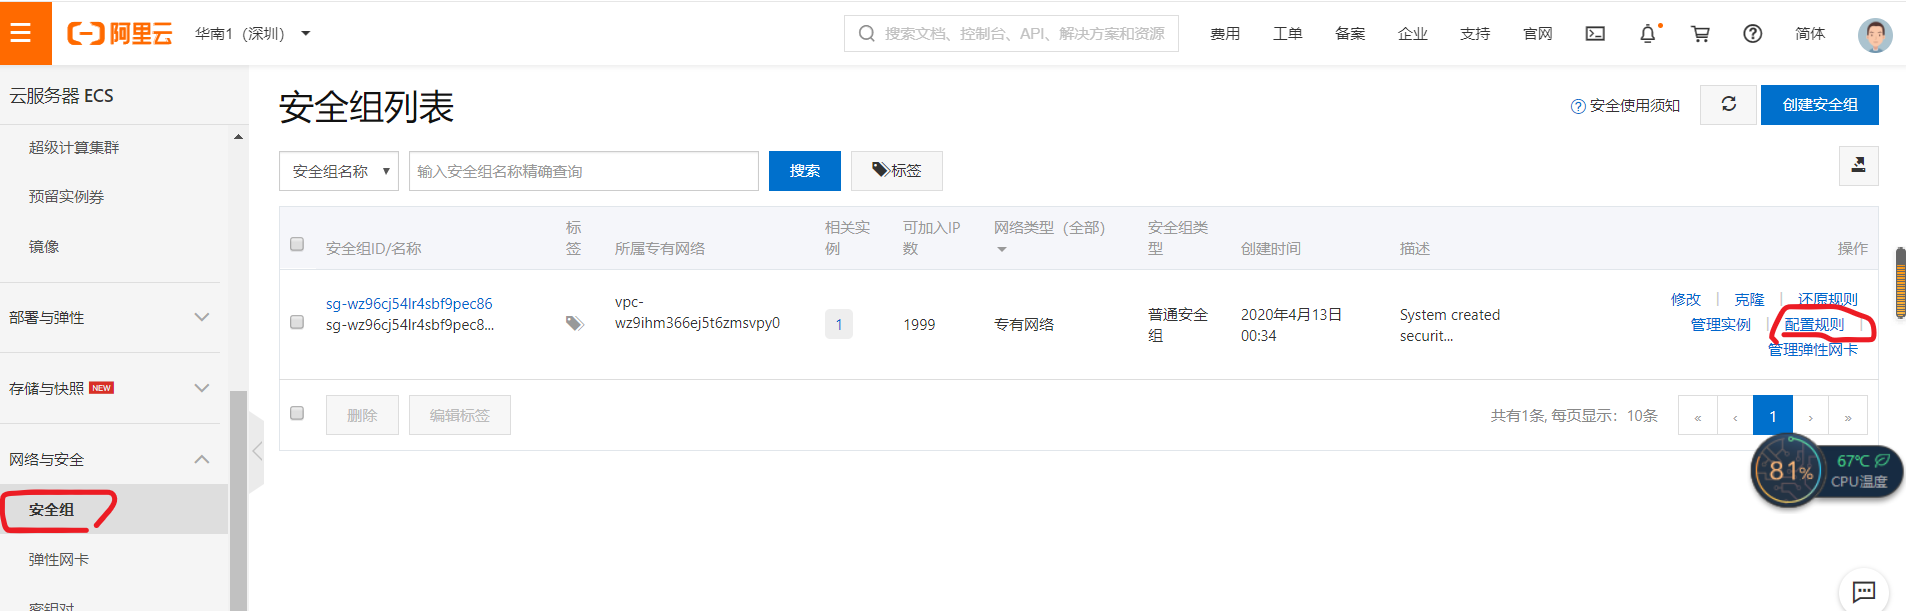 阿里云 华南1（深圳） 搜索文档、控制台、API、解决方案和资源 费用 工单 备案 企业 支持 官网 简体
云服务器 ECS
超级计算集群
预留实例券
镜像
部署与弹性
存储与快照 NEW
网络与安全
安全组
弹性网卡
密钥对
安全组列表
安全使用须知 创建安全组
安全组名称 输入安全组名称精确查询 搜索 标签
安全组ID/名称 标签 所属专有网络 相关实例 可加入IP数 网络类型（全部） 安全组类型 创建时间 描述 操作
sg-wz96cj54lr4sbf9pec86
sg-wz96cj54lr4sbf9pec8...
vpc-
wz9ihm366ej5t6zmsvpy0
1
1999
专有网络
普通安全组
2020年4月13日
00:34
System created
securit...
修改 | 克隆 | 还原规则
管理实例 | 配置规则 |
管理弹性网卡
删除 编辑标签 共有1条, 每页显示：10条 « ‹ 1 › »
81% 67℃
CPU温度